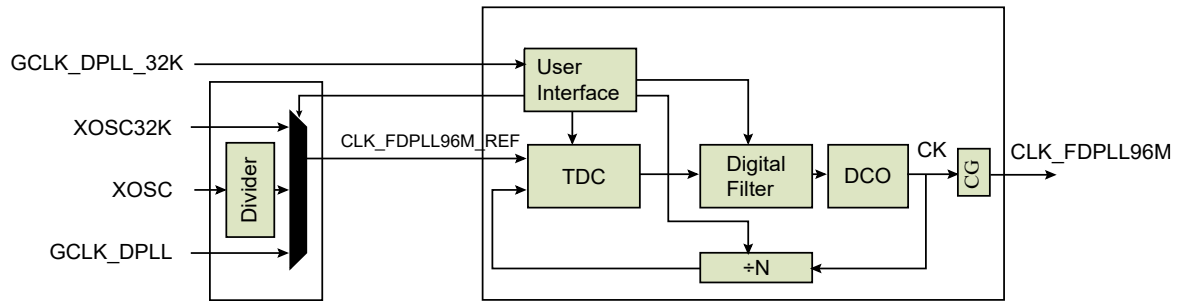 GCLK_DPLL_32K
User
Interface
XOSC32K
CLK_FDPLL96M_REF
XOSC
Divider
TDC
Digital
Filter
DCO
CK
CG
CLK_FDPLL96M
GCLK_DPLL
÷N